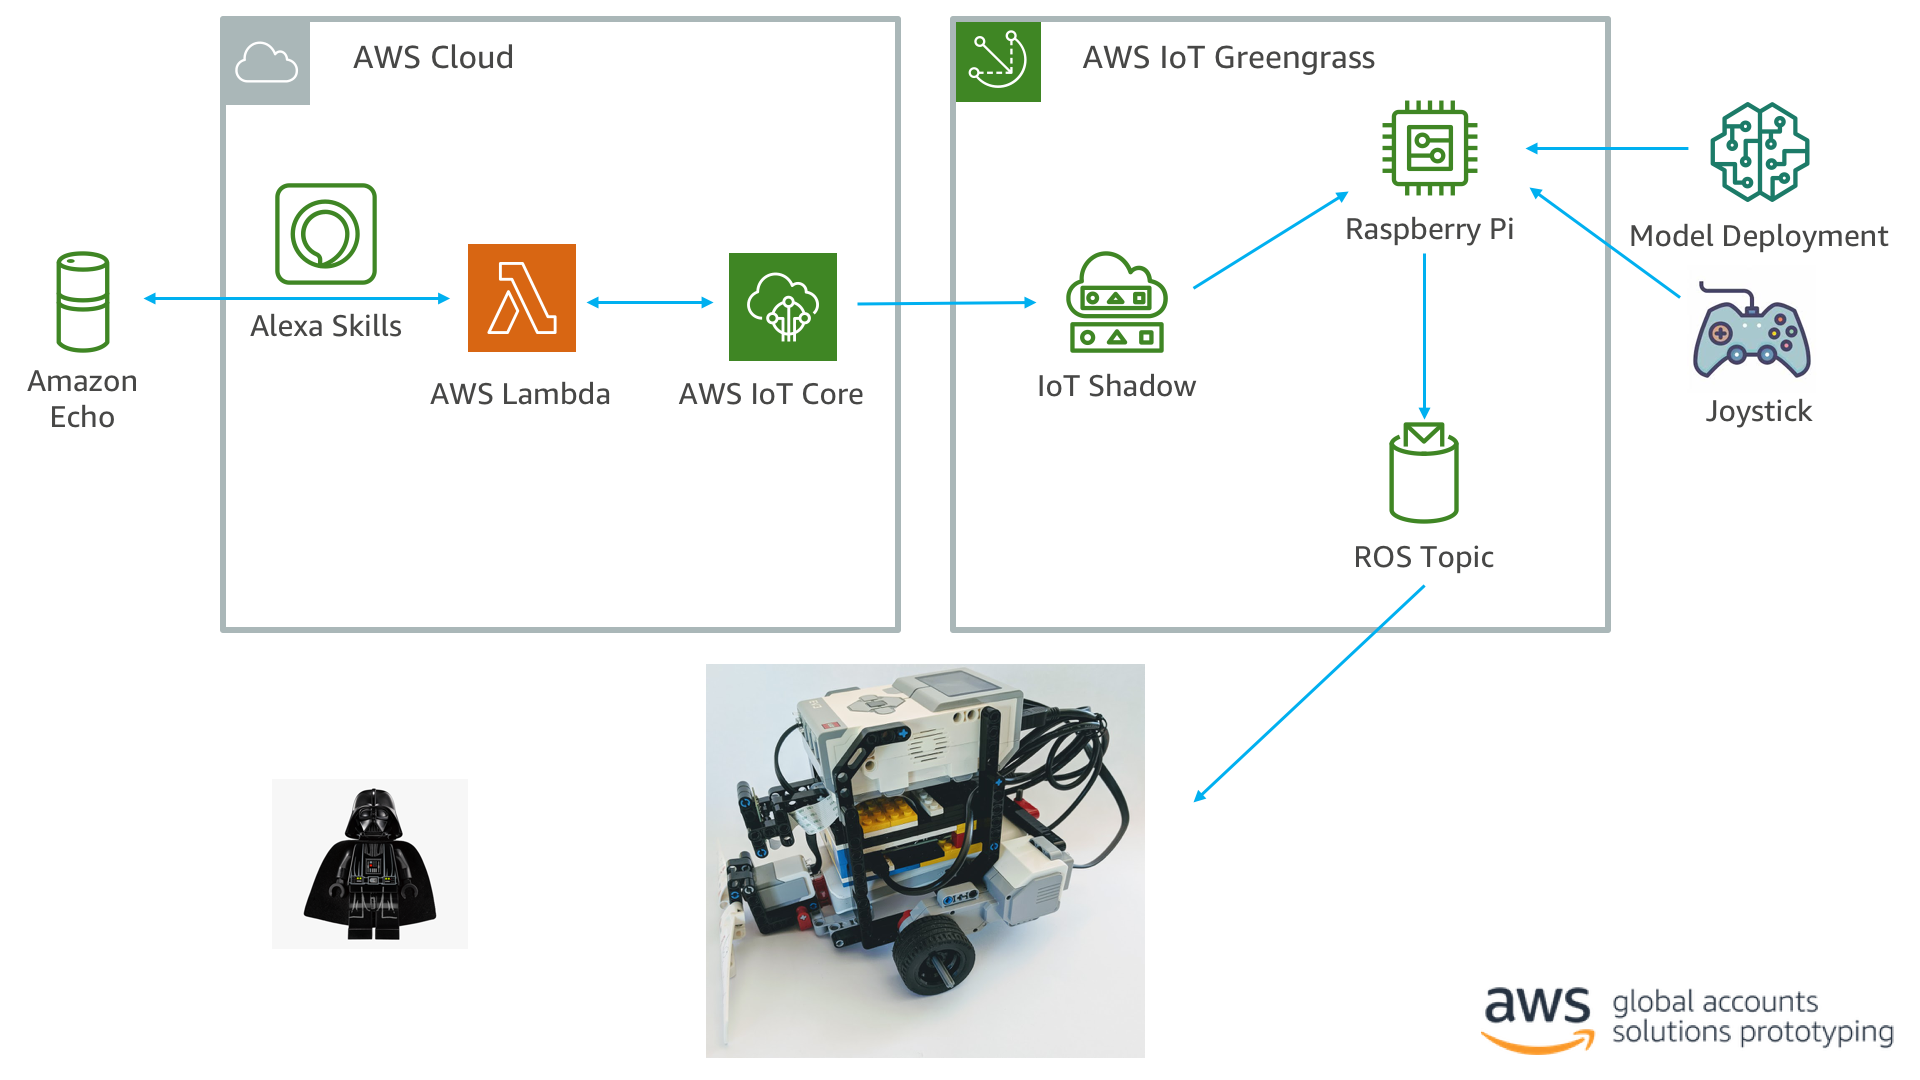 AWS Cloud
AWS IoT Greengrass
Alexa Skills
Amazon
Echo
AWS Lambda
AWS IoT Core
IoT Shadow
Raspberry Pi
Model Deployment
Joystick
ROS Topic
aws global accounts
solutions prototyping